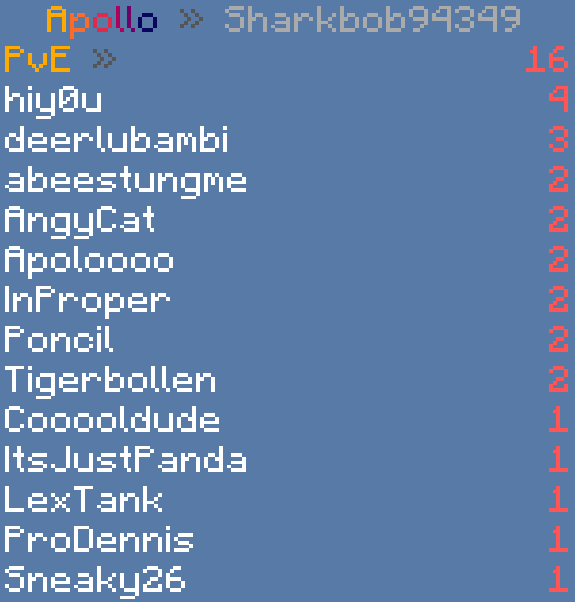 Apollo » Sharkbob94349
PvE » 16
hiy0u 4
deerlubambi 3
abeestungme 2
AngyCat 2
Apoloooo 2
InProper 2
Poncil 2
Tigerbollen 2
Cooooldude 1
ItsJustPanda 1
LexTank 1
ProDennis 1
Sneaky26 1